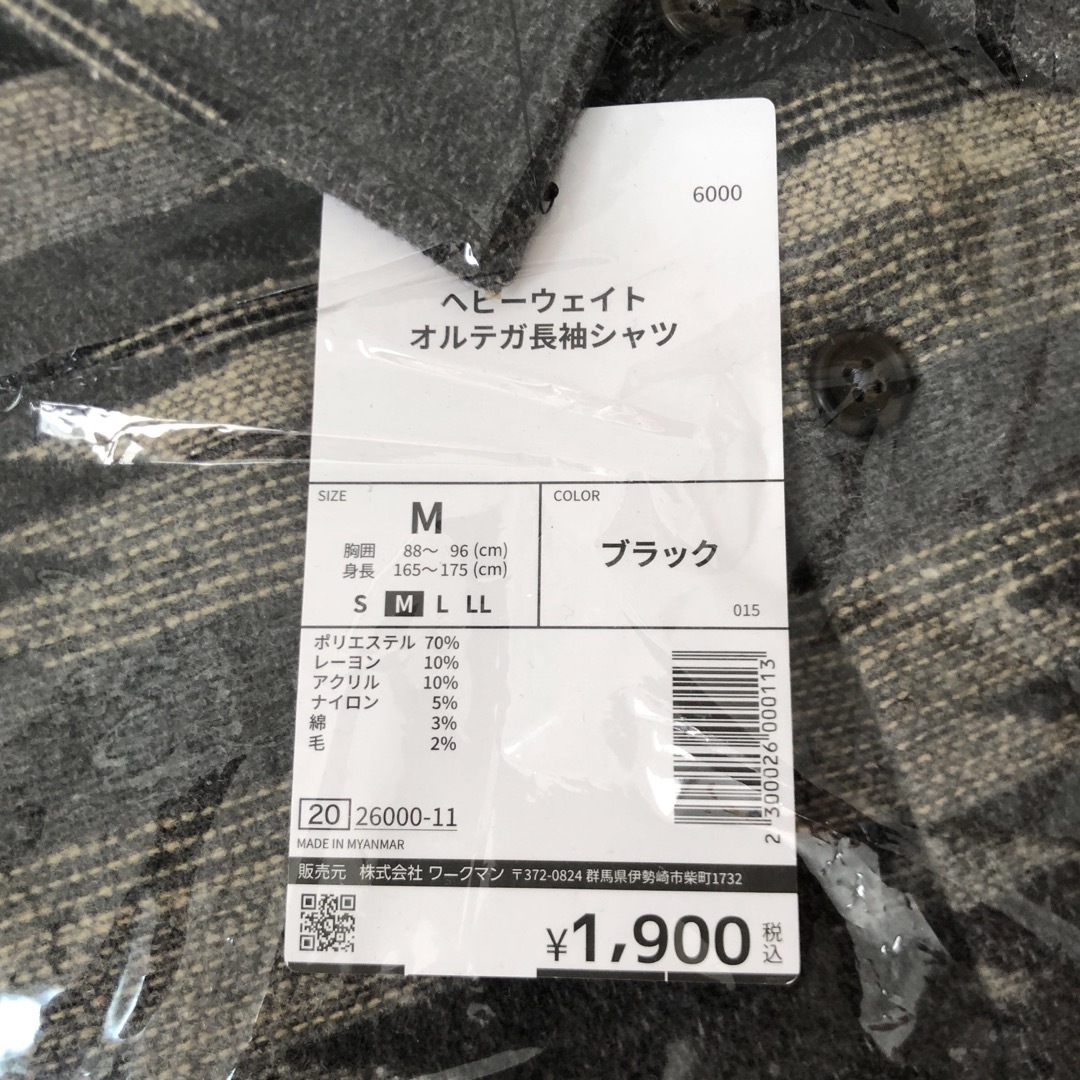 6000
ヘビーウェイト
オルテガ長袖シャツ
SIZE
M
胸囲 88～ 96 (cm)
身長 165～175 (cm)
S M L LL
COLOR
ブラック
015
ポリエステル 70%
レーヨン 10%
アクリル 10%
ナイロン 5%
綿 3%
毛 2%
2 300026 000113
20 26000-11
MADE IN MYANMAR
販売元 株式会社 ワークマン 〒372-0824 群馬県伊勢崎市柴町1732
¥1,900 税込